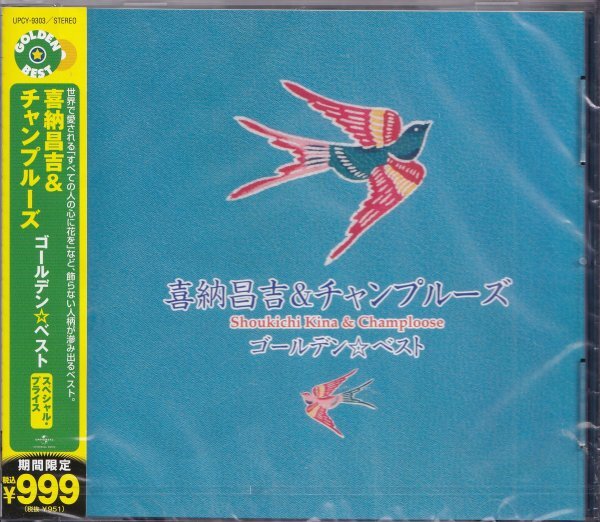 UPCY-9303/STEREO
GOLDEN
BEST
喜納昌吉&
チャンプルーズ
ゴールデン☆ベスト
世界で愛される「すべての人の心に花を」など、飾らない人柄が滲み出るベスト。
スペシャル・
プライス
UNIVERSAL
期間限定
税込
¥999
(税抜 ¥951)
喜納昌吉&チャンプルーズ
Shoukichi Kina & Champloose
ゴールデン☆ベスト